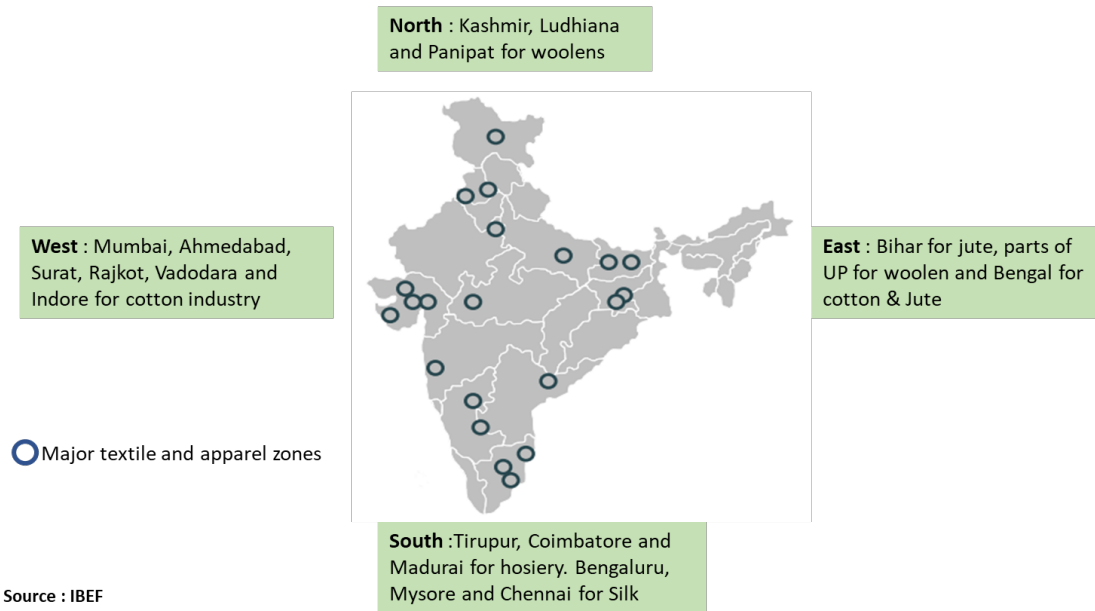 North : Kashmir, Ludhiana
and Panipat for woolens
West : Mumbai, Ahmedabad,
Surat, Rajkot, Vadodara and
Indore for cotton industry
East : Bihar for jute, parts of
UP for woolen and Bengal for
cotton & Jute
Major textile and apparel zones
South :Tirupur, Coimbatore and
Madurai for hosiery. Bengaluru,
Mysore and Chennai for Silk
Source : IBEF